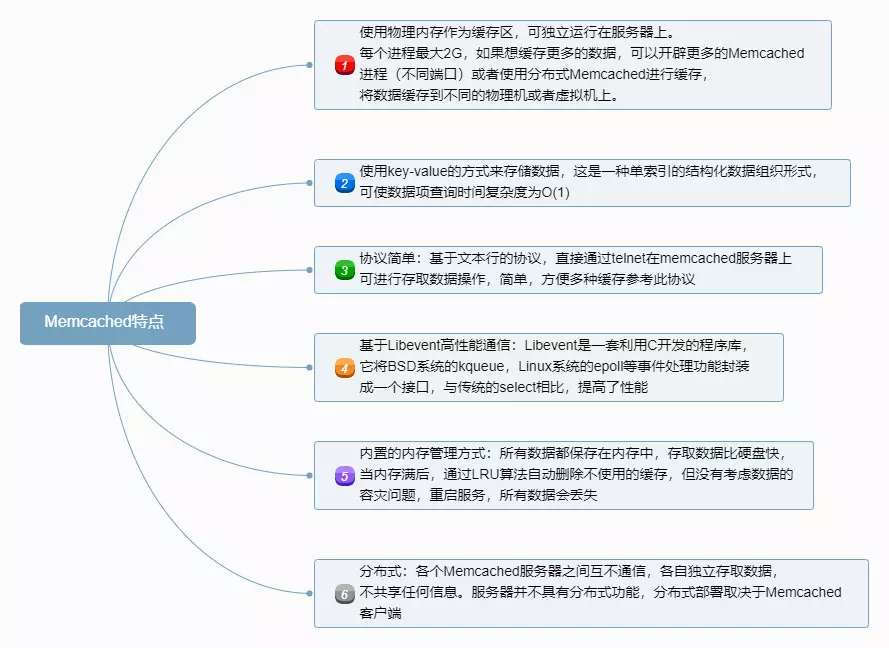 Memcached特点
1
使用物理内存作为缓存区，可独立运行在服务器上。
每个进程最大2G，如果想缓存更多的数据，可以开辟更多的Memcached
进程（不同端口）或者使用分布式Memcached进行缓存，
将数据缓存到不同的物理机或者虚拟机上。
2
使用key-value的方式来存储数据，这是一种单索引的结构化数据组织形式，
可使数据项查询时间复杂度为O(1)
3
协议简单：基于文本行的协议，直接通过telnet在memcached服务器上
可进行存取数据操作，简单，方便多种缓存参考此协议
4
基于Libevent高性能通信：Libevent是一套利用C开发的程序库，
它将BSD系统的kqueue，Linux系统的epoll等事件处理功能封装
成一个接口，与传统的select相比，提高了性能
5
内置的内存管理方式：所有数据都保存在内存中，存取数据比硬盘快，
当内存满后，通过LRU算法自动删除不使用的缓存，但没有考虑数据的
容灾问题，重启服务，所有数据会丢失
6
分布式：各个Memcached服务器之间互不通信，各自独立存取数据，
不共享任何信息。服务器并不具有分布式功能，分布式部署取决于Memcached
客户端